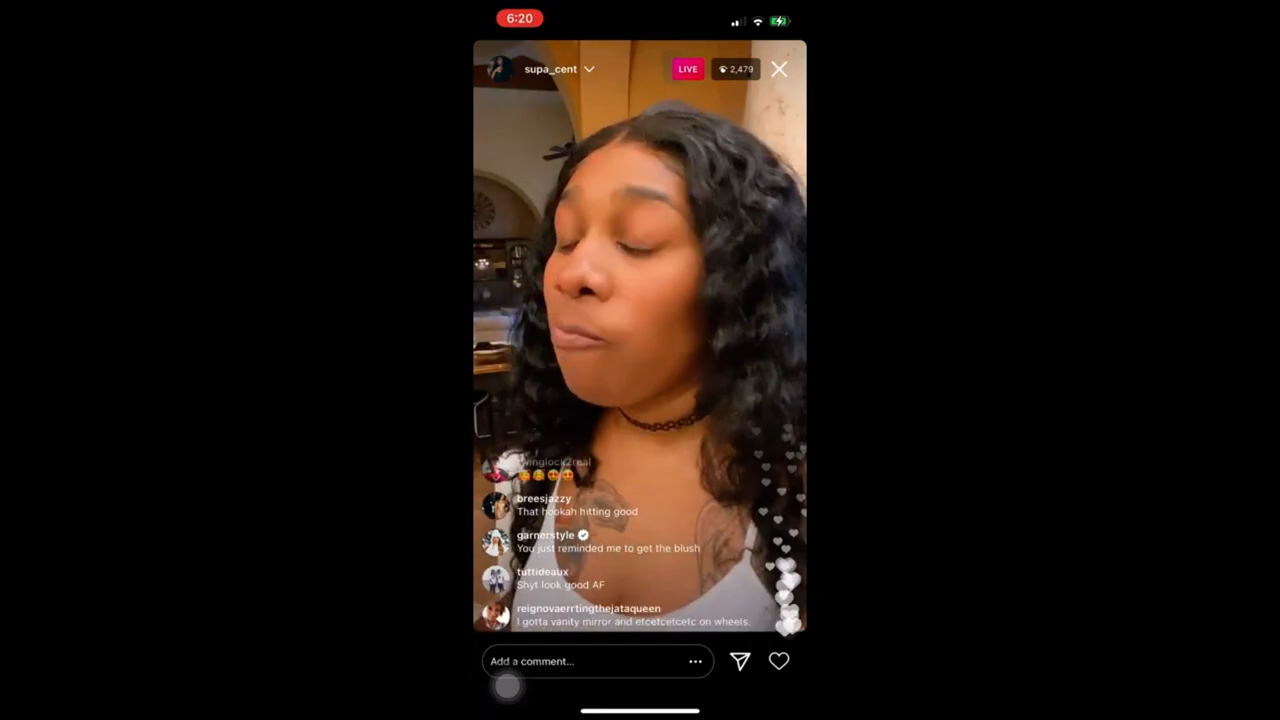 6:20
supa_cent
LIVE
2,479
winglock2real
🥰🥰😍😍
breesjazzy
That hookah hitting good
garnerstyle
You just reminded me to get the blush
tuttideaux
Shyt look good AF
reignovaerrtingthejataqueen
I gotta vanity mirror and etcetcetcetc on wheels.
Add a comment...